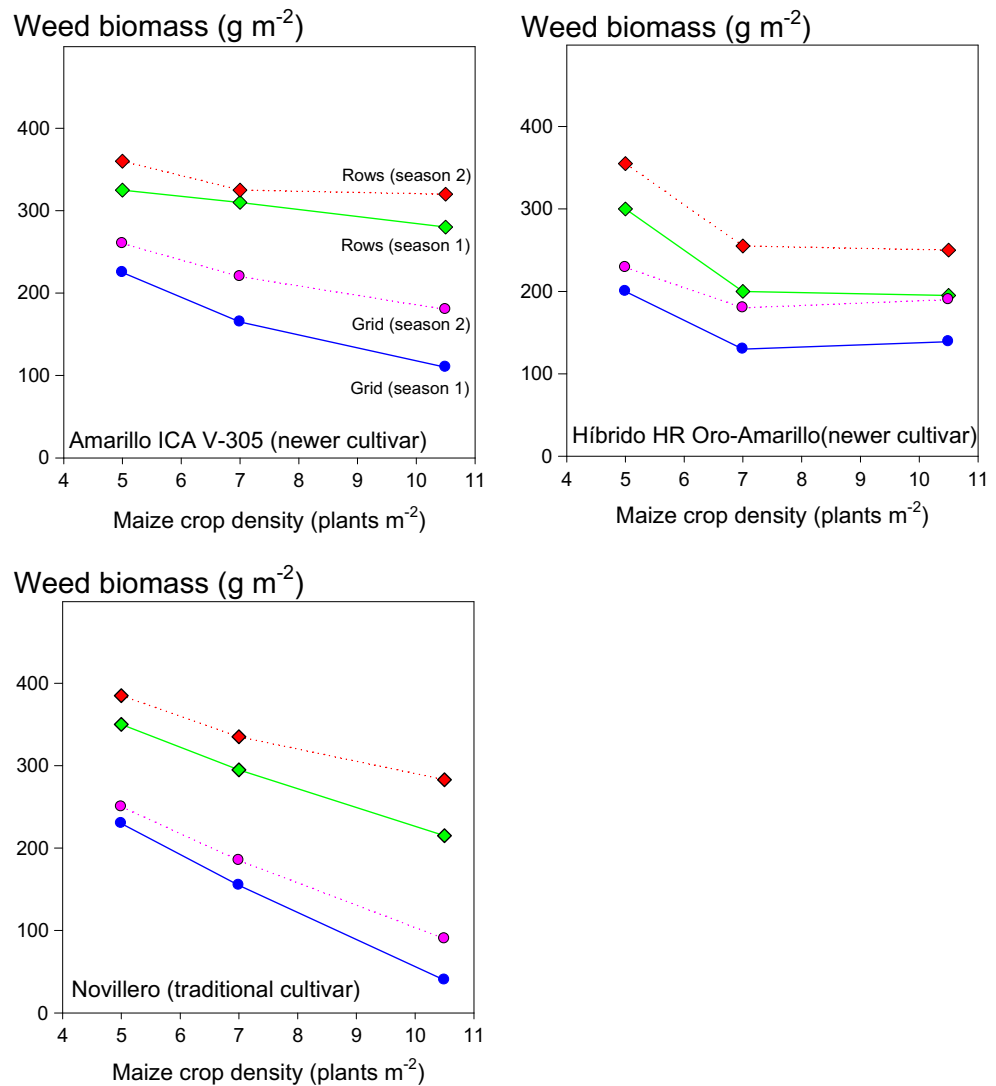 Weed biomass (g m-2)
400
300
200
100
0
4 5 6 7 8 9 10 11
Rows (season 2)
Rows (season 1)
Grid (season 2)
Grid (season 1)
Amarillo ICA V-305 (newer cultivar)
Maize crop density (plants m-2)
Weed biomass (g m-2)
400
300
200
100
0
4 5 6 7 8 9 10 11
Híbrido HR Oro-Amarillo(newer cultivar)
Maize crop density (plants m-2)
Weed biomass (g m-2)
400
300
200
100
0
4 5 6 7 8 9 10 11
Novillero (traditional cultivar)
Maize crop density (plants m-2)